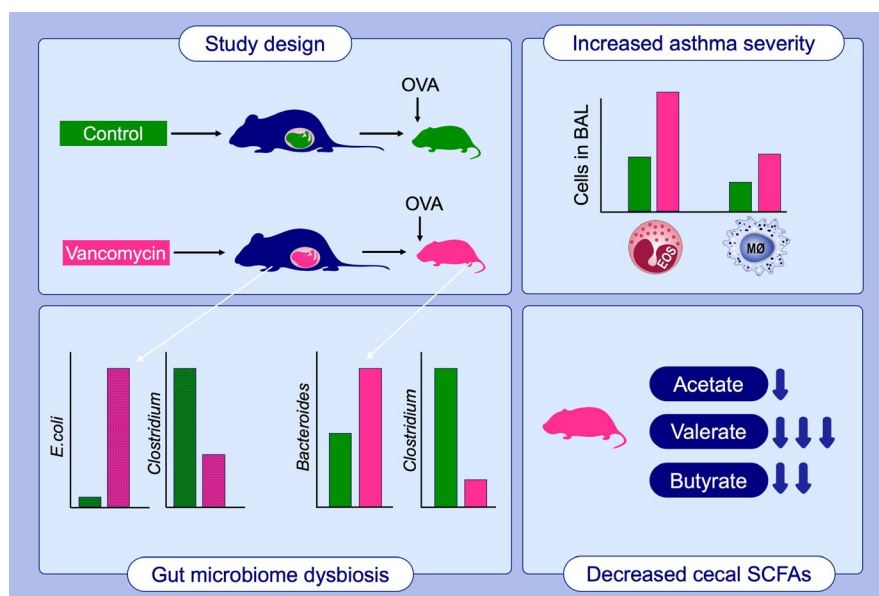 Study design
OVA
Control
OVA
Vancomycin
Increased asthma severity
Cells in BAL
EOS
MØ
E.coli
Clostridium
Bacteroides
Clostridium
Gut microbiome dysbiosis
Acetate
Valerate
Butyrate
Decreased cecal SCFAs